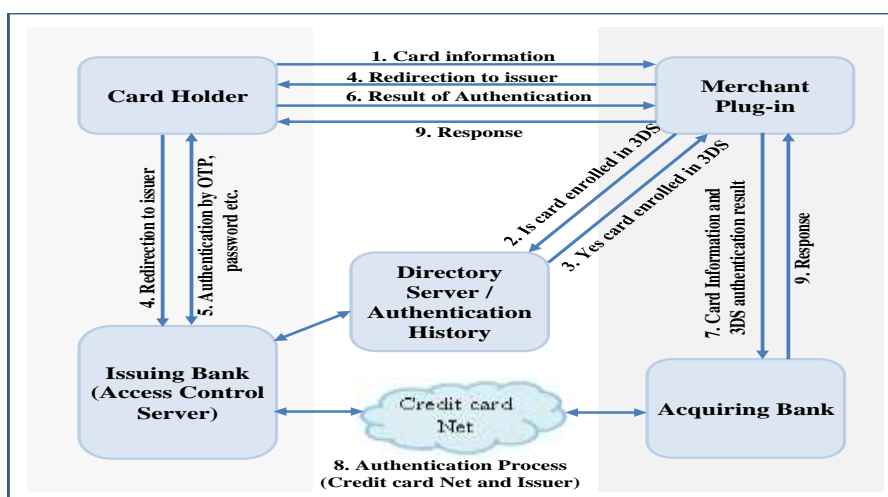 1. Card information
4. Redirection to issuer
6. Result of Authentication
9. Response
Card Holder
Merchant
Plug-in
2. Is card enrolled in 3DS
3. Yes card enrolled in 3DS
4. Redirection to issuer
5. Authentication by OTP,
password etc.
Directory
Server /
Authentication
History
7. Card Information and
3DS authentication result
9. Response
Issuing Bank
(Access Control
Server)
Credit card
Net
Acquiring Bank
8. Authentication Process
(Credit card Net and Issuer)